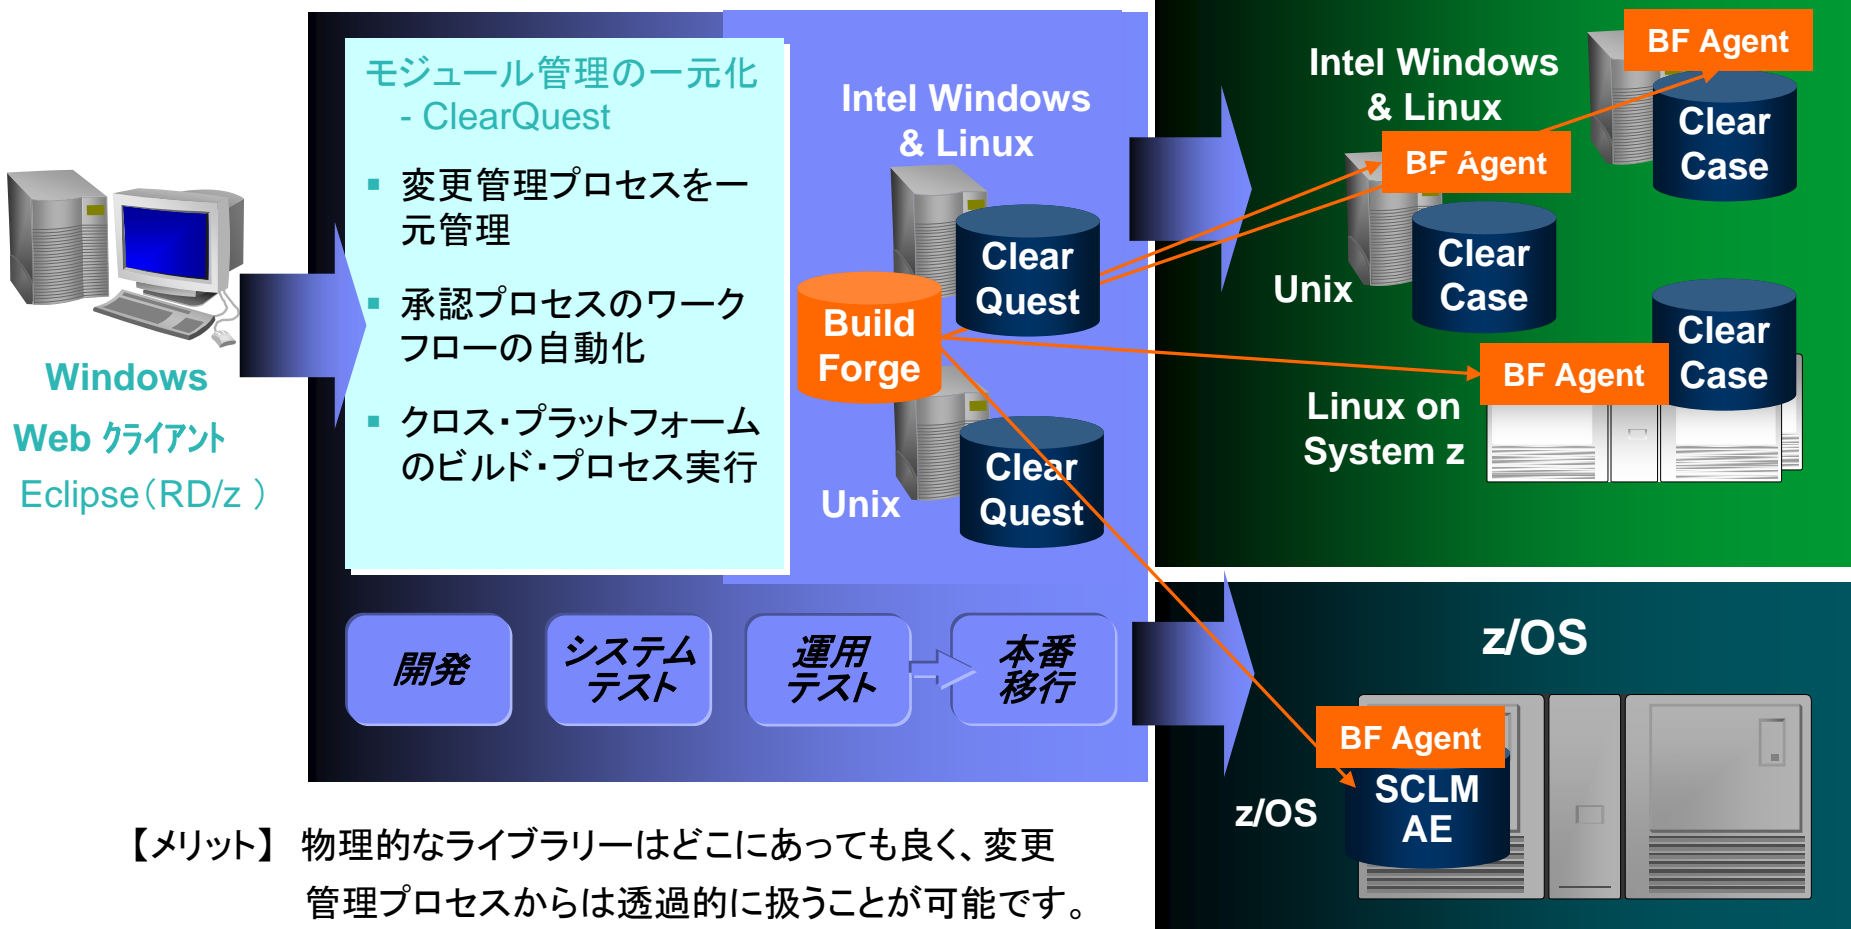 Windows
Web クライアント
Eclipse（RD/z ）
モジュール管理の一元化
- ClearQuest
▪ 変更管理プロセスを一
元管理
▪ 承認プロセスのワーク
フローの自動化
▪ クロス・プラットフォーム
のビルド・プロセス実行
Intel Windows
& Linux
Clear
Quest
Build
Forge
Unix
Clear
Quest
開発
システム
テスト
運用
テスト
本番
移行
Intel Windows
& Linux
BF Agent
Clear
Case
BF Agent
Unix
Clear
Case
BF Agent
Clear
Case
Linux on
System z
z/OS
BF Agent
z/OS
SCLM
AE
【メリット】 物理的なライブラリーはどこにあっても良く、変更
管理プロセスからは透過的に扱うことが可能です。